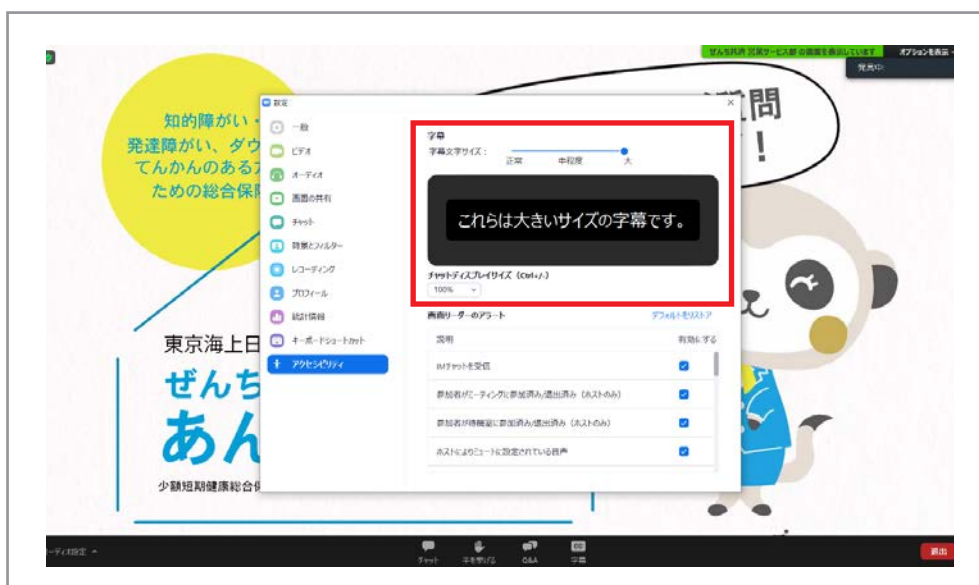 ぜんち共済 営業サービス部 の画面を表示しています
オプションを表示
発言中:
知的障がい・
発達障がい、ダウ
てんかんのある方
ための総合保険
質問
！
東京海上日
ぜんち
あん
少額短期健康総合保
設定
一般
ビデオ
オーディオ
画面の共有
チャット
背景とフィルター
レコーディング
プロフィール
統計情報
キーボードショートカット
アクセシビリティ
字幕
字幕文字サイズ：
正常 中程度 大
これらは大きいサイズの字幕です。
チャットディスプレイサイズ (Ctrl+/-)
100%
画面リーダーのアラート
デフォルトをリストア
説明 有効にする
IMチャットを受信
参加者がミーティングに参加済み/退出済み（ホストのみ）
参加者が待機室に参加済み/退出済み（ホストのみ）
ホストによりミュートに設定されている音声
オーディオ設定
チャット
手を挙げる
Q&A
CC
字幕
退出